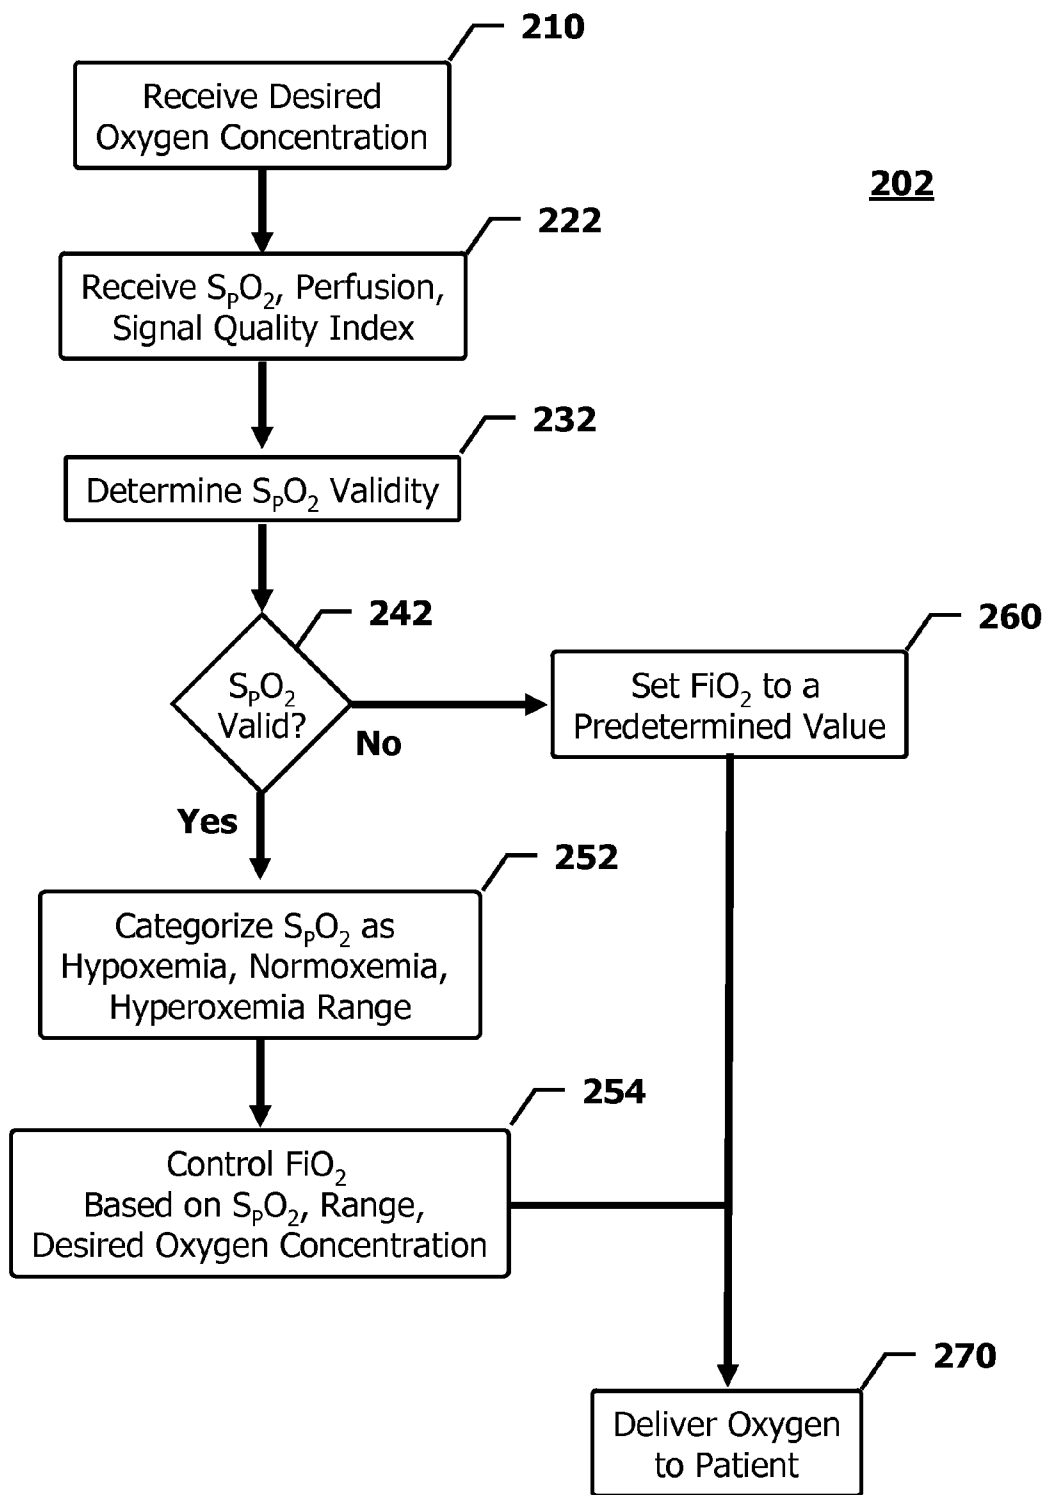 210
Receive Desired
Oxygen Concentration
202
222
Receive SPO2, Perfusion,
Signal Quality Index
232
Determine SPO2 Validity
242
SPO2
Valid?
No
Yes
260
Set FiO2 to a
Predetermined Value
252
Categorize SPO2 as
Hypoxemia, Normoxemia,
Hyperoxemia Range
254
Control FiO2
Based on SPO2, Range,
Desired Oxygen Concentration
270
Deliver Oxygen
to Patient